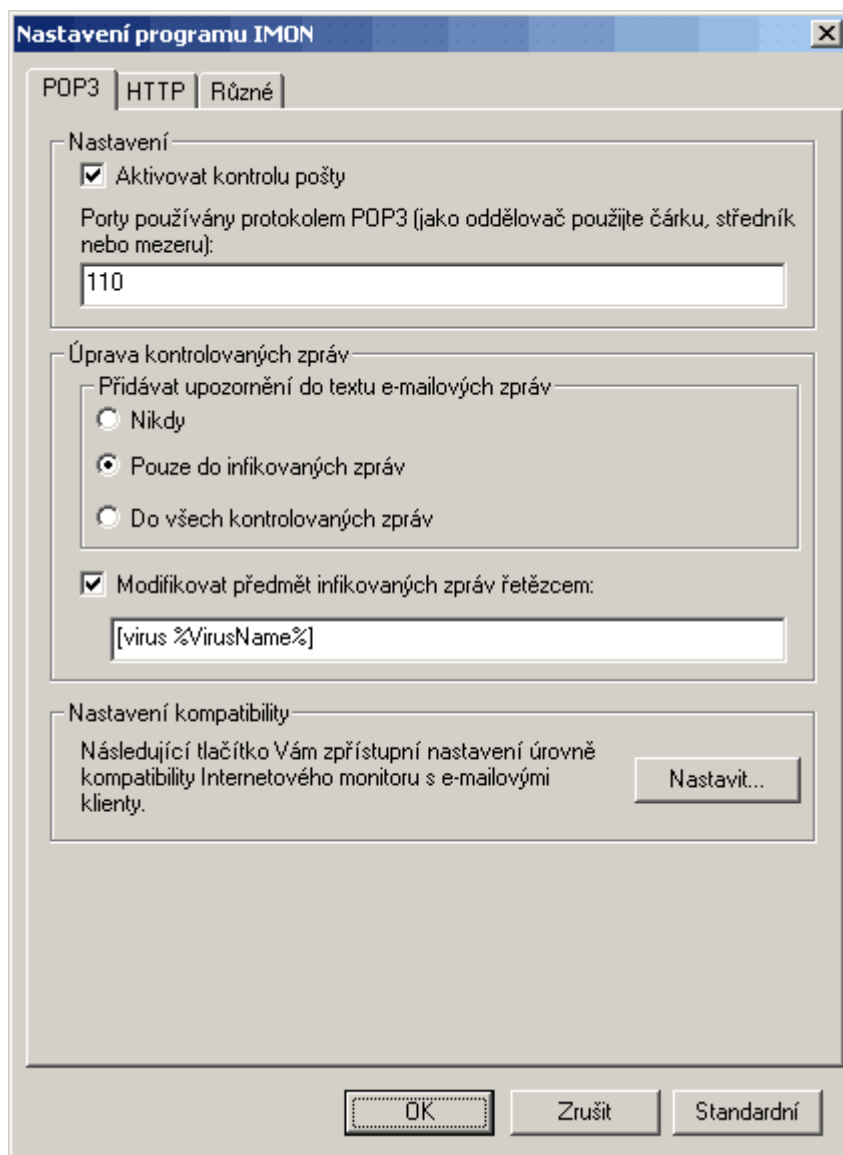 Nastavení programu IMON
POP3
HTTP
Různé
Nastavení
Aktivovat kontrolu pošty
Porty používány protokolem POP3 (jako oddělovač použijte čárku, středník
nebo mezeru):
110
Úprava kontrolovaných zpráv
Přidávat upozornění do textu e-mailových zpráv
Nikdy
Pouze do infikovaných zpráv
Do všech kontrolovaných zpráv
Modifikovat předmět infikovaných zpráv řetězcem:
[virus %VirusName%]
Nastavení kompatibility
Následující tlačítko Vám zpřístupní nastavení úrovně
kompatibility Internetového monitoru s e-mailovými
klienty.
Nastavit...
OK
Zrušit
Standardní